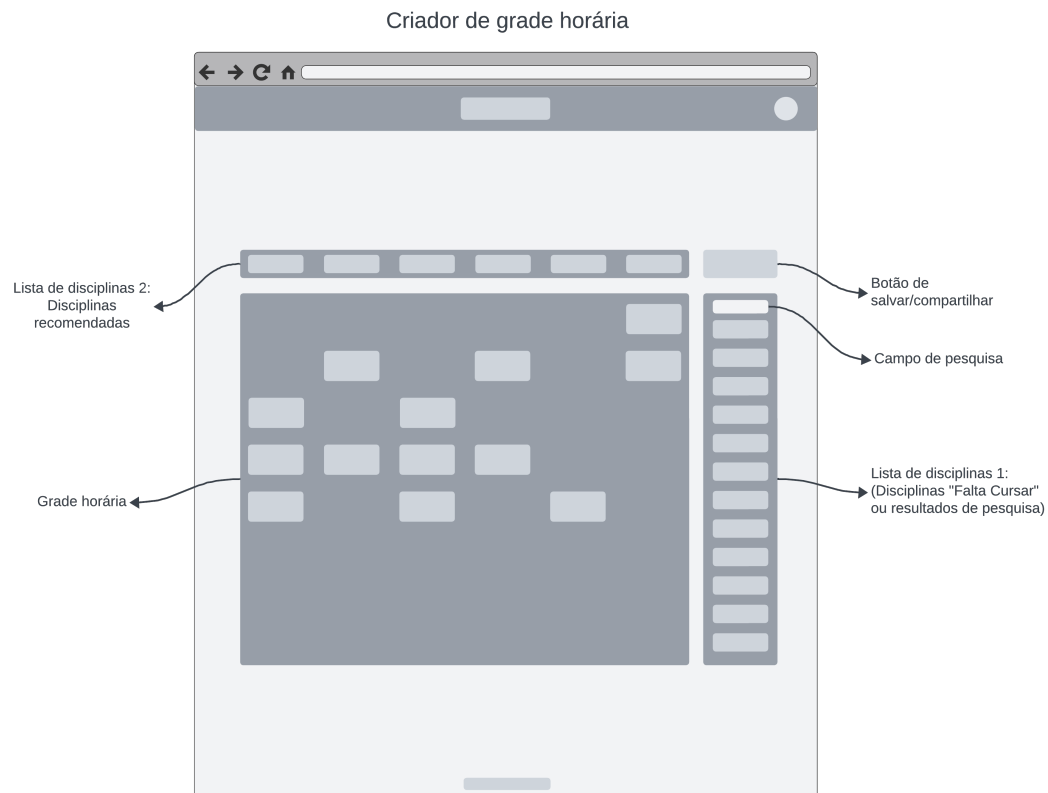 Criador de grade horária
Lista de disciplinas 2:
Disciplinas
recomendadas
Botão de
salvar/compartilhar
Campo de pesquisa
Grade horária
Lista de disciplinas 1:
(Disciplinas "Falta Cursar"
ou resultados de pesquisa)